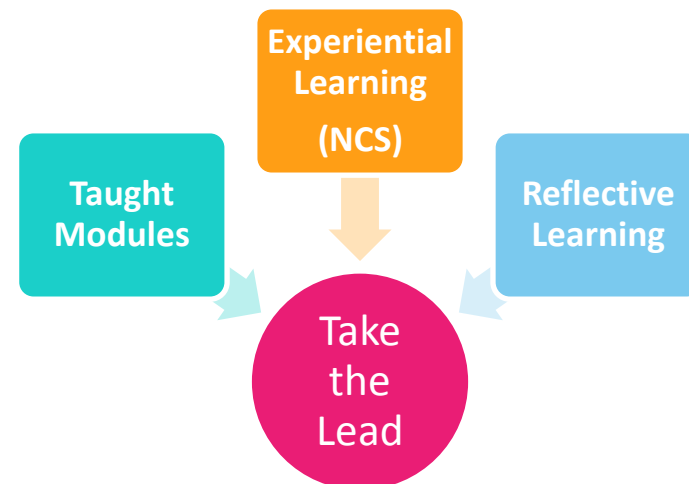 Experiential
Learning
(NCS)
Taught
Modules
Reflective
Learning
Take
the
Lead